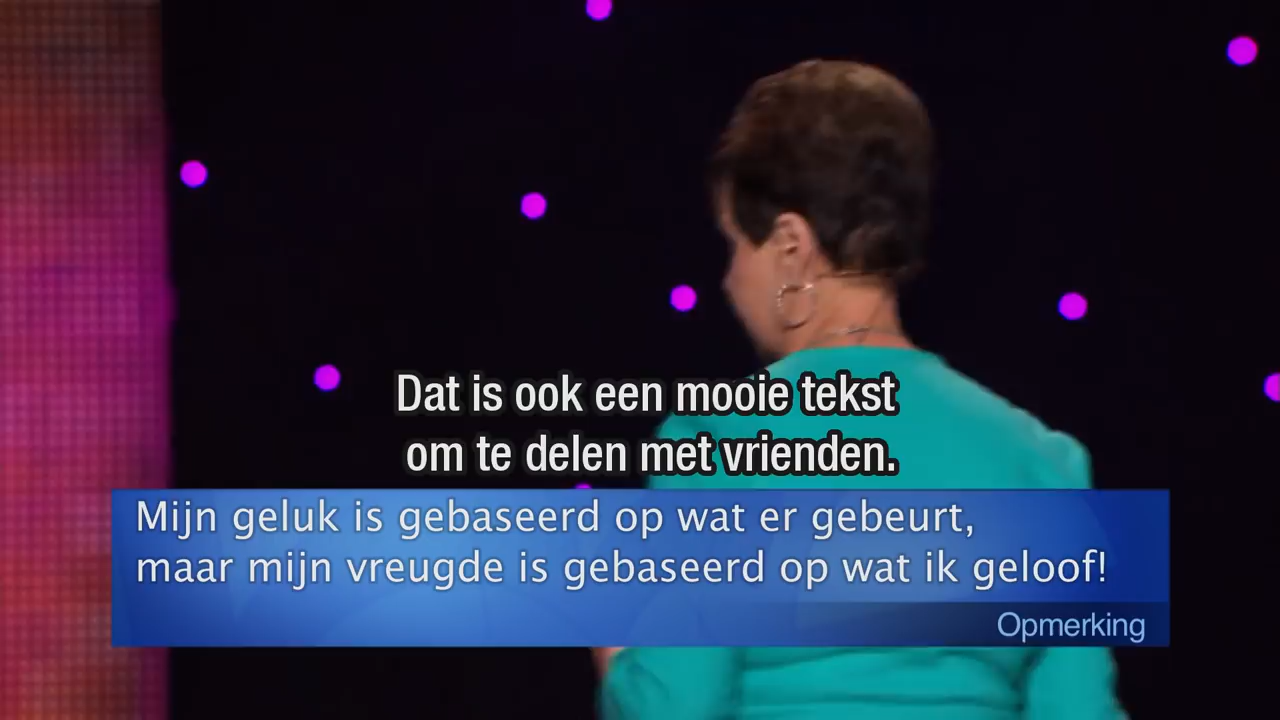 Dat is ook een mooie tekst
om te delen met vrienden.
Mijn geluk is gebaseerd op wat er gebeurt,
maar mijn vreugde is gebaseerd op wat ik geloof!
Opmerking